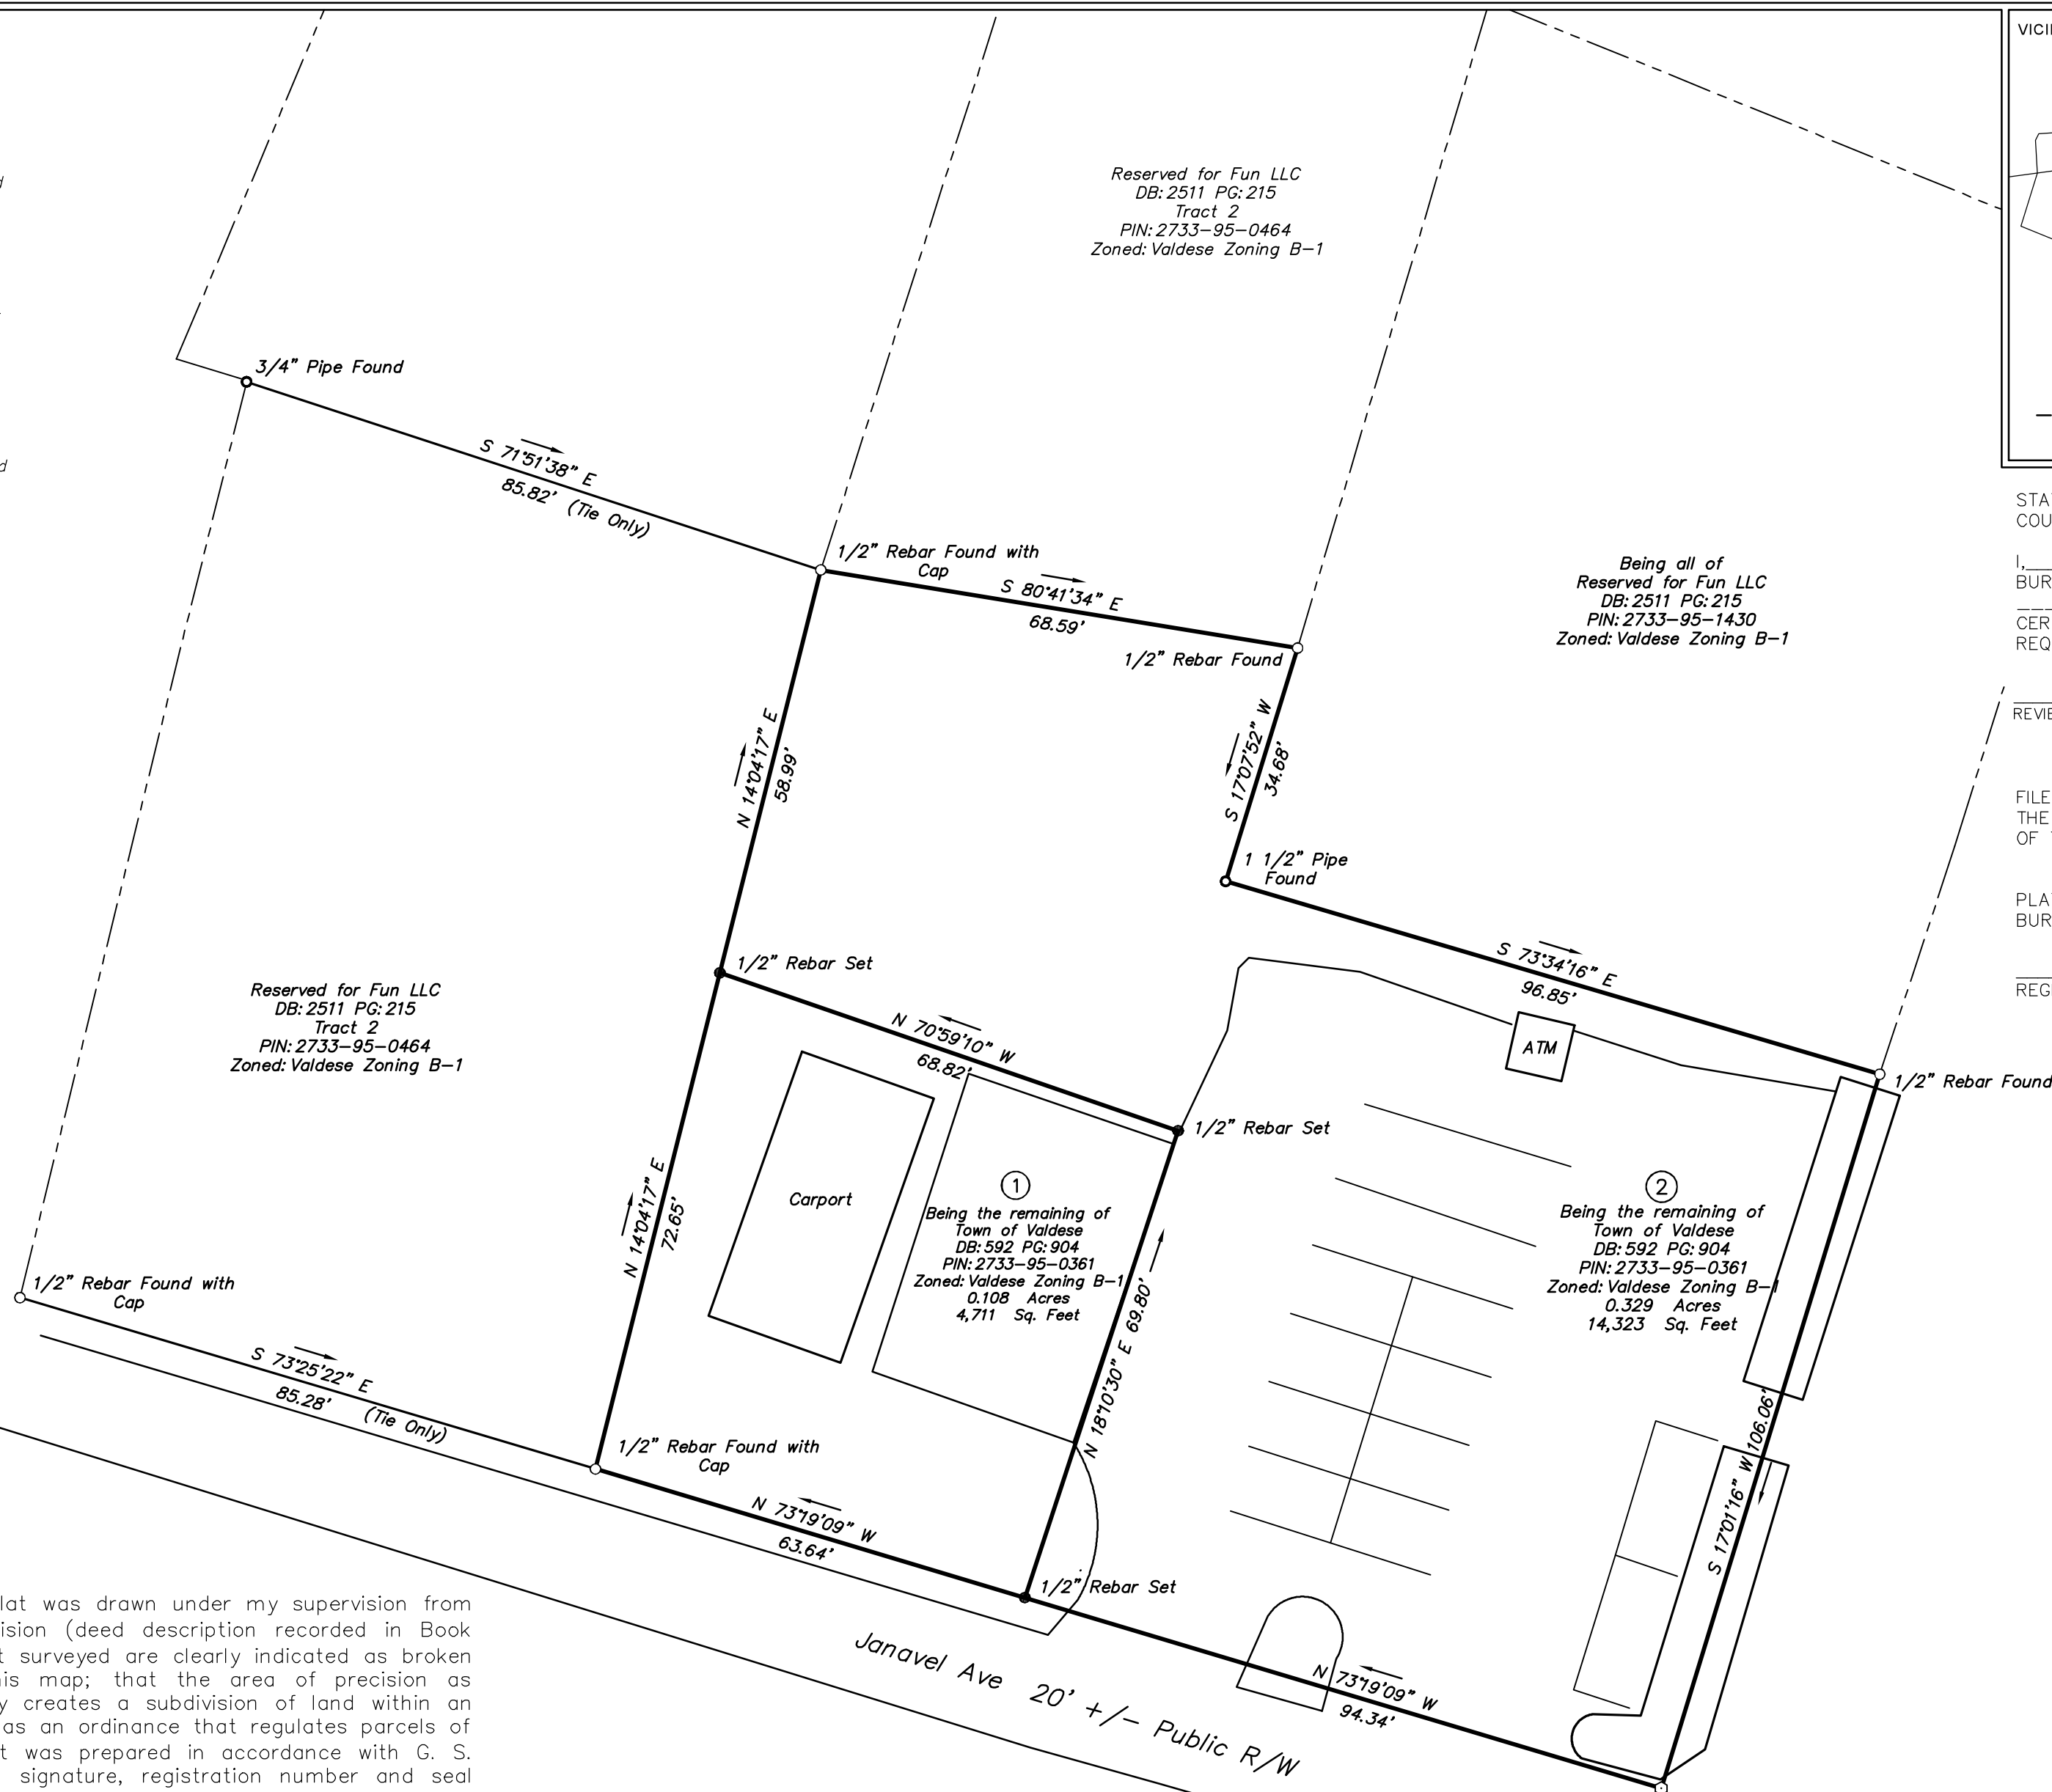 Reserved for Fun LLC
DB: 2511 PG: 215
Tract 2
PIN: 2733-95-0464
Zoned: Valdese Zoning B-1
3/4" Pipe Found
S 71°51'38" E
85.82' (Tie Only)
1/2" Rebar Found with
Cap
S 80°41'34" E
68.59'
1/2" Rebar Found
Being all of
Reserved for Fun LLC
DB: 2511 PG: 215
PIN: 2733-95-1430
Zoned: Valdese Zoning B-1
N 14°04'17" E
58.99'
S 17°07'52" W
34.68'
1 1/2" Pipe
Found
S 73°34'16" E
96.85'
1/2" Rebar Set
Reserved for Fun LLC
DB: 2511 PG: 215
Tract 2
PIN: 2733-95-0464
Zoned: Valdese Zoning B-1
N 70°59'10" W
68.82'
ATM
1/2" Rebar Found
1/2" Rebar Set
Carport
1
Being the remaining of
Town of Valdese
DB: 592 PG: 904
PIN: 2733-95-0361
Zoned: Valdese Zoning B-1
0.108 Acres
4,711 Sq. Feet
2
Being the remaining of
Town of Valdese
DB: 592 PG: 904
PIN: 2733-95-0361
Zoned: Valdese Zoning B-1
0.329 Acres
14,323 Sq. Feet
N 14°04'17" E
72.65'
N 18°10'30" E 69.80'
S 17°01'16" W 106.06'
1/2" Rebar Found with
Cap
S 73°25'22" E
85.28' (Tie Only)
1/2" Rebar Found with
Cap
N 73°19'09" W
63.64'
1/2" Rebar Set
N 73°19'09" W
94.34'
Janavel Ave 20' +/- Public R/W
was drawn under my supervision from
(deed description recorded in Book
surveyed are clearly indicated as broken
map; that the area of precision as
creates a subdivision of land within an
as an ordinance that regulates parcels of
was prepared in accordance with G. S.
signature, registration number and seal
I,
THE
OF